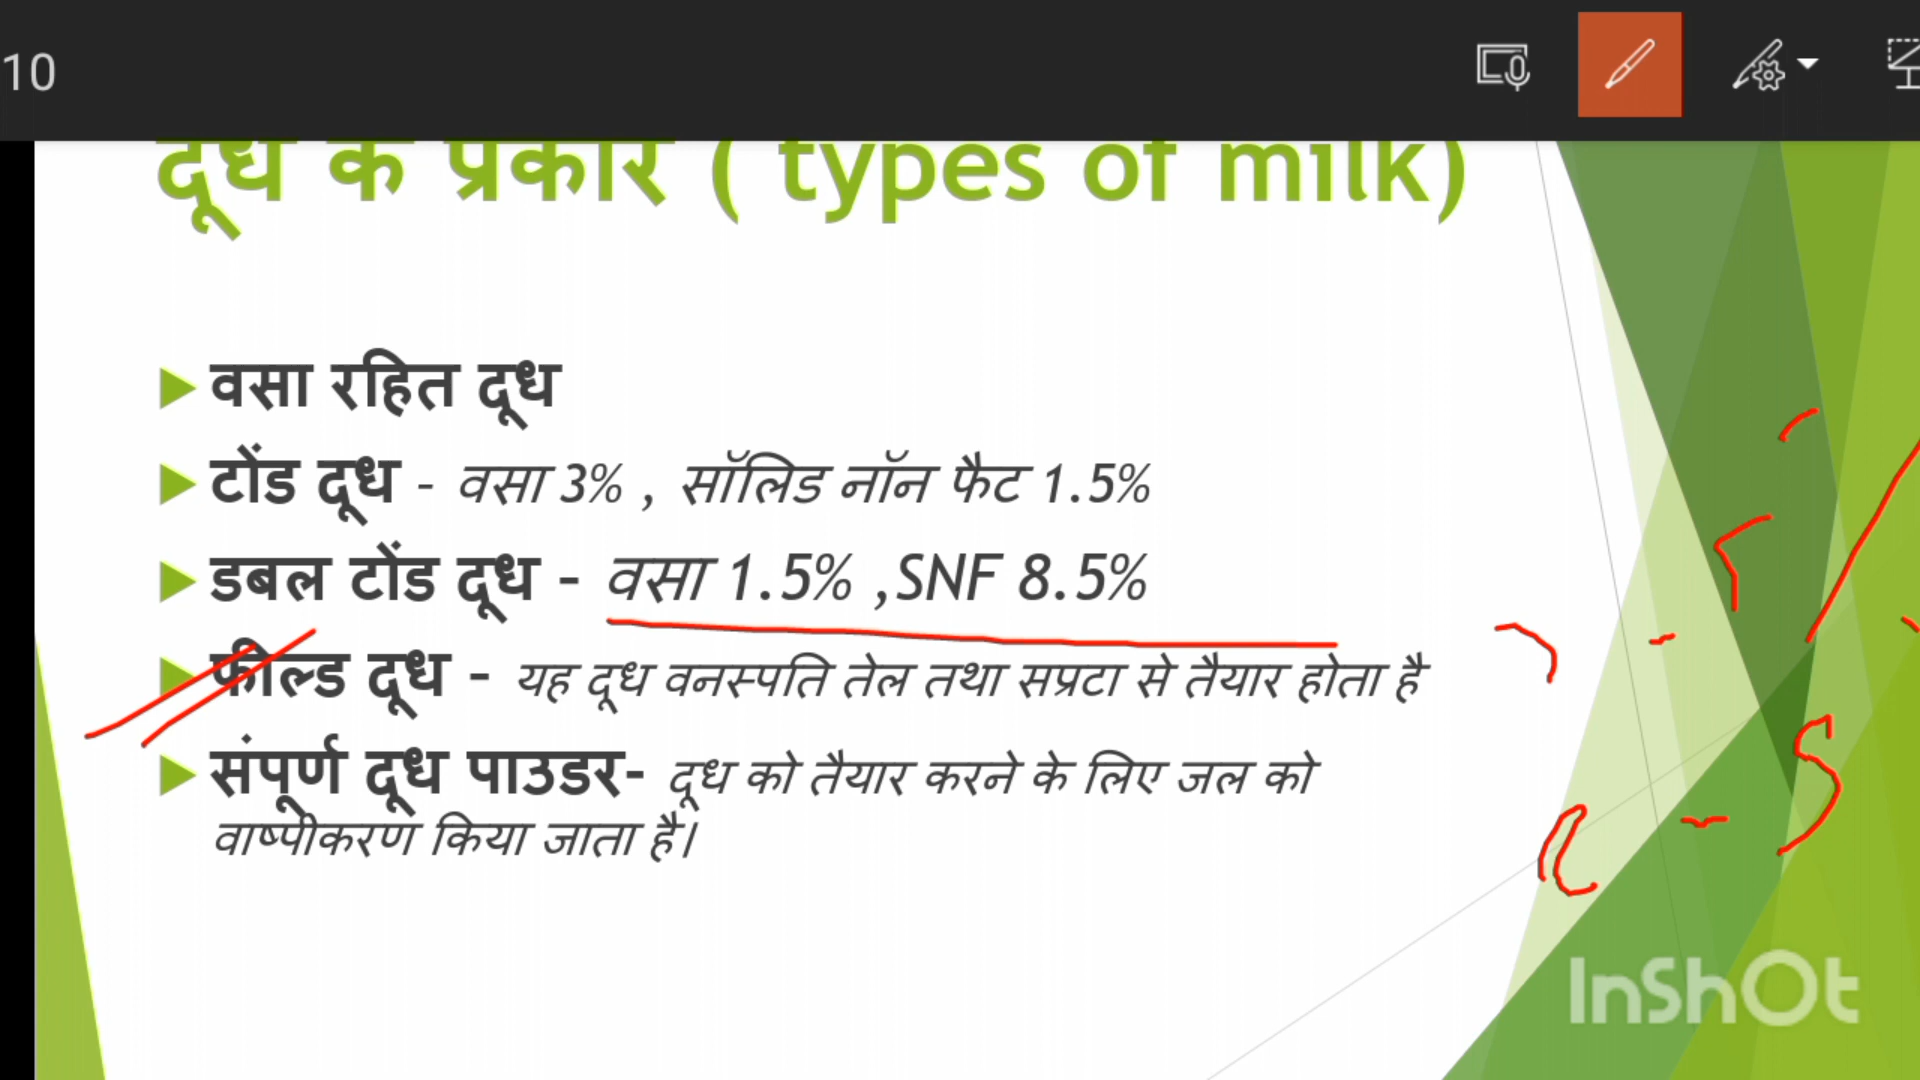 10
दूध के प्रकार ( types of milk)
वसा रहित दूध
टोंड दूध - वसा 3% , सॉलिड नॉन फैट 1.5%
डबल टोंड दूध - वसा 1.5% ,SNF 8.5%
फील्ड दूध - यह दूध वनस्पति तेल तथा सप्रटा से तैयार होता है
संपूर्ण दूध पाउडर- दूध को तैयार करने के लिए जल को
वाष्पीकरण किया जाता है।
InShOt